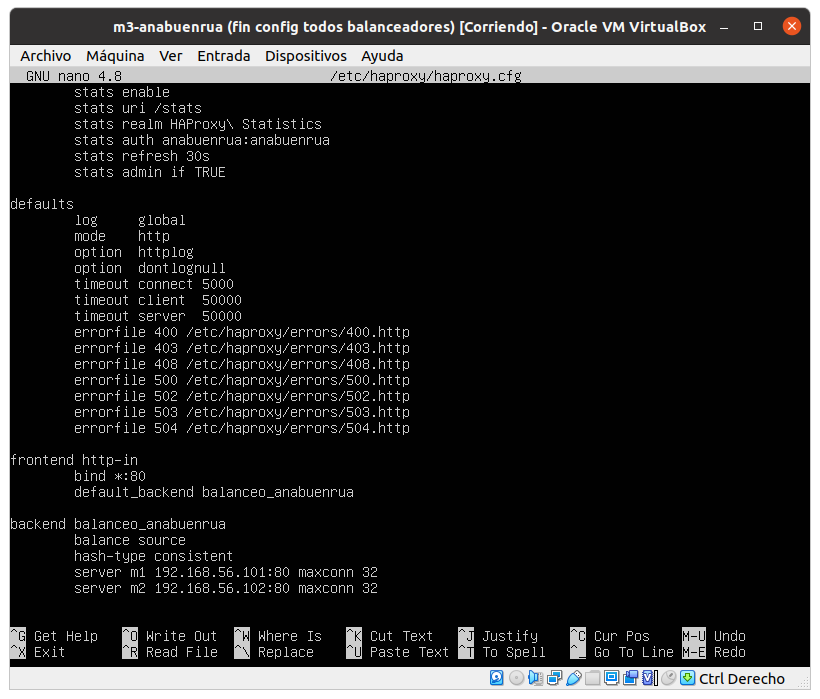 m3-anabuenrua (fin config todos balanceadores) [Corriendo] - Oracle VM VirtualBox
Archivo Máquina Ver Entrada Dispositivos Ayuda
GNU nano 4.8 /etc/haproxy/haproxy.cfg
stats enable
stats uri /stats
stats realm HAProxy\ Statistics
stats auth anabuenrua:anabuenrua
stats refresh 30s
stats admin if TRUE
defaults
log global
mode http
option httplog
option dontlognull
timeout connect 5000
timeout client 50000
timeout server 50000
errorfile 400 /etc/haproxy/errors/400.http
errorfile 403 /etc/haproxy/errors/403.http
errorfile 408 /etc/haproxy/errors/408.http
errorfile 500 /etc/haproxy/errors/500.http
errorfile 502 /etc/haproxy/errors/502.http
errorfile 503 /etc/haproxy/errors/503.http
errorfile 504 /etc/haproxy/errors/504.http
frontend http-in
bind *:80
default_backend balanceo_anabuenrua
backend balanceo_anabuenrua
balance source
hash-type consistent
server m1 192.168.56.101:80 maxconn 32
server m2 192.168.56.102:80 maxconn 32
^G Get Help ^O Write Out ^W Where Is ^K Cut Text ^J Justify ^C Cur Pos M-U Undo
^X Exit ^R Read File ^\ Replace ^U Paste Text ^T To Spell ^_ Go To Line M-E Redo
Ctrl Derecho